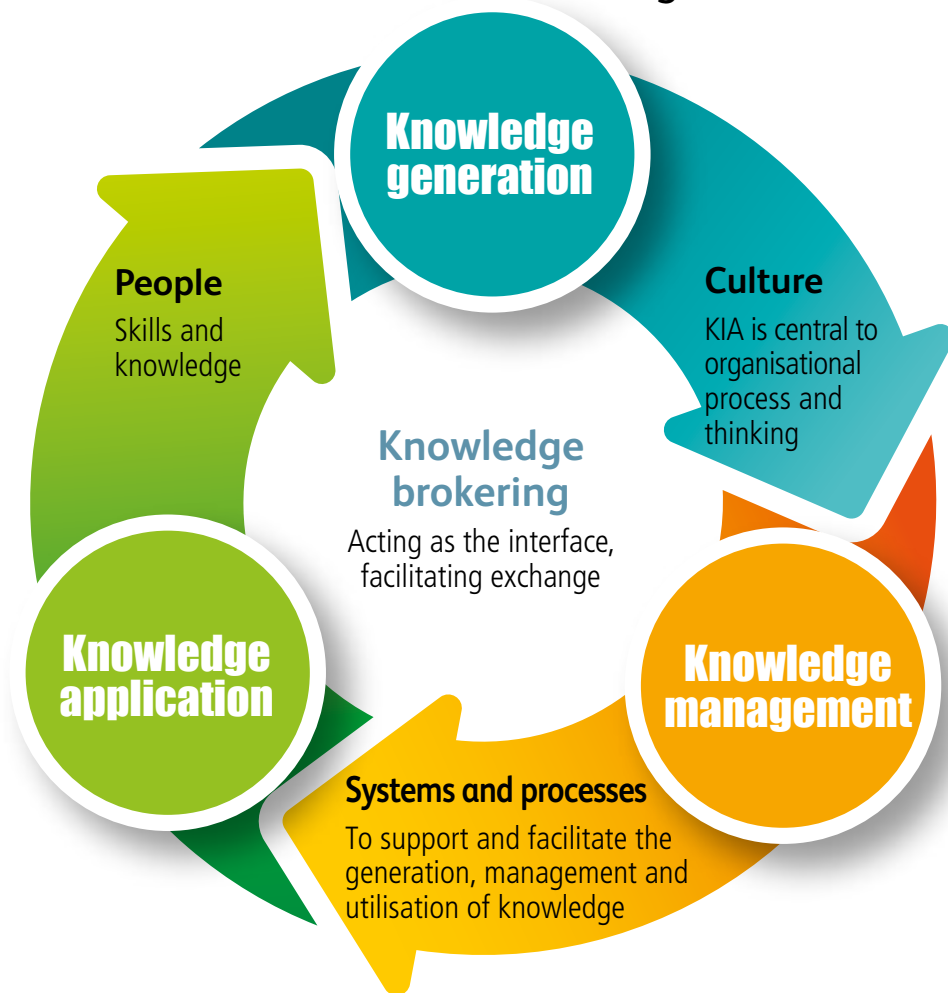 Knowledge
generation
People
Skills and
knowledge
Culture
KIA is central to
organisational
process and
thinking
Knowledge
brokering
Acting as the interface,
facilitating exchange
Knowledge
application
Knowledge
management
Systems and processes
To support and facilitate the
generation, management and
utilisation of knowledge